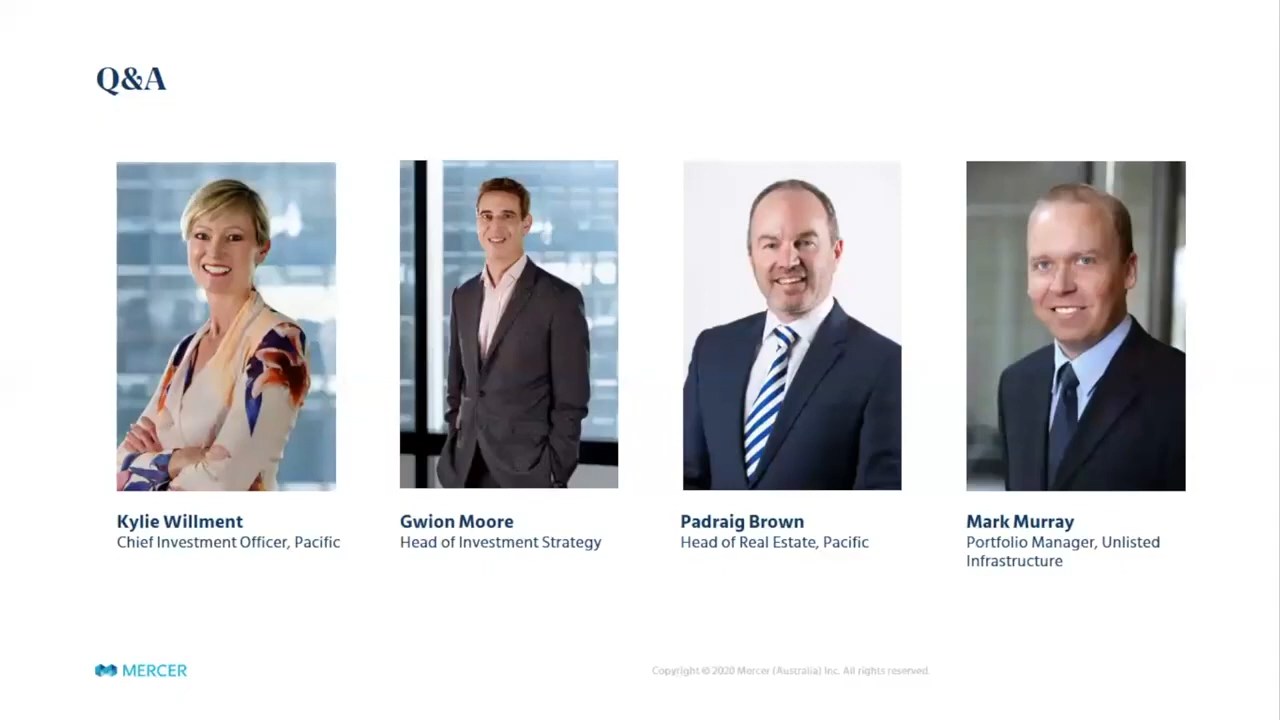 Q&A
Kylie Willment
Chief Investment Officer, Pacific
Gwion Moore
Head of Investment Strategy
Padraig Brown
Head of Real Estate, Pacific
Mark Murray
Portfolio Manager, Unlisted
Infrastructure
MERCER
Copyright © 2020 Mercer (Australia) Inc. All rights reserved.